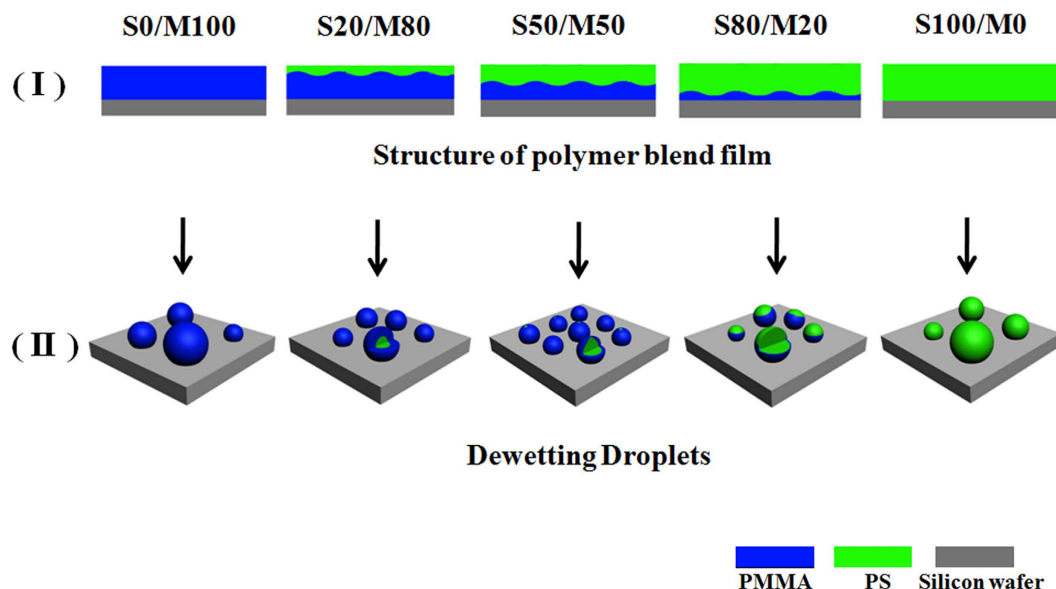 S0/M100 S20/M80 S50/M50 S80/M20 S100/M0
( I )
Structure of polymer blend film
( II )
Dewetting Droplets
PMMA PS Silicon wafer